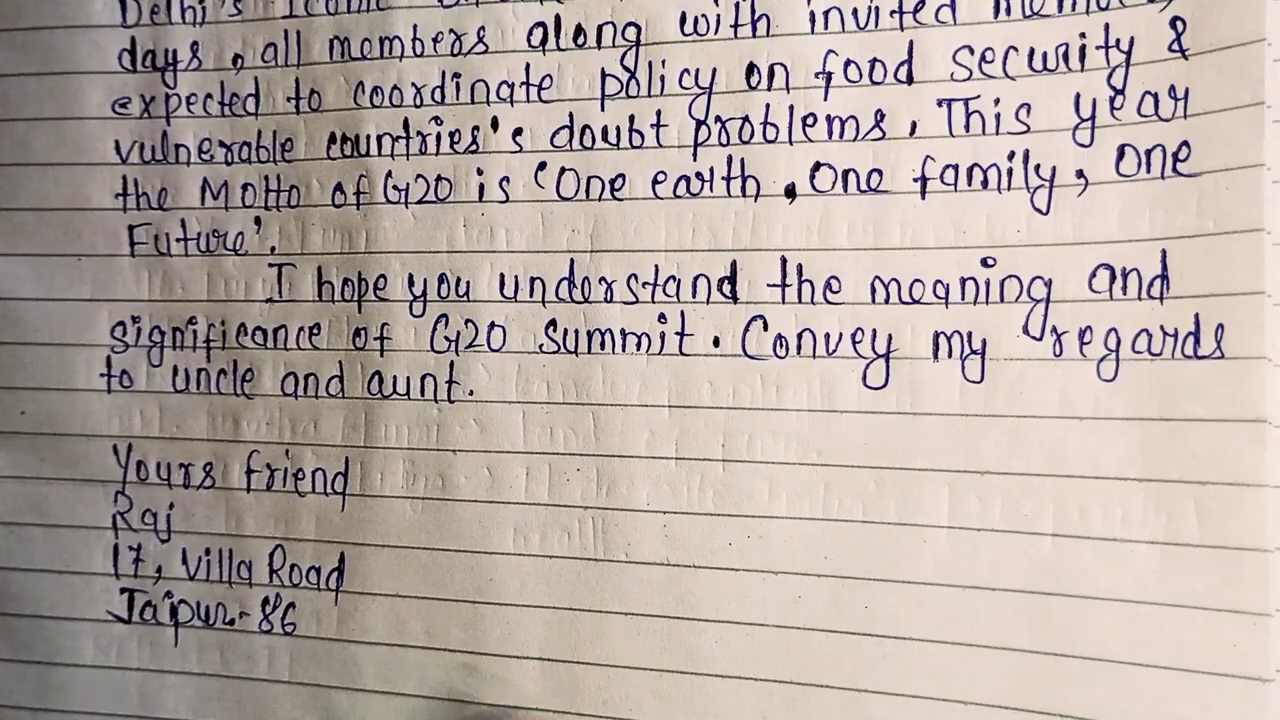 Delhi's Iconic
days, all members along with invited
expected to coordinate policy on food security &
vulnerable countries's doubt problems. This year
the Motto of G20 is 'One earth, One family, One
Future'.
I hope you understand the meaning and
significance of G20 summit. Convey my regards
to uncle and aunt.
Yours friend
Raj
17, Villa Road
Jaipur-86